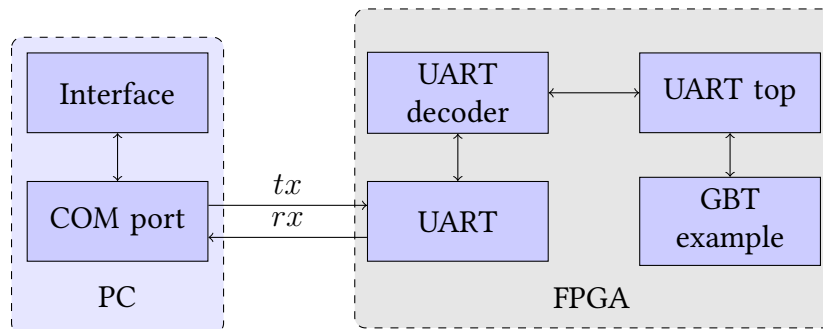 Interface
COM port
PC
tx
rx
UART
decoder
UART
UART top
GBT
example
FPGA